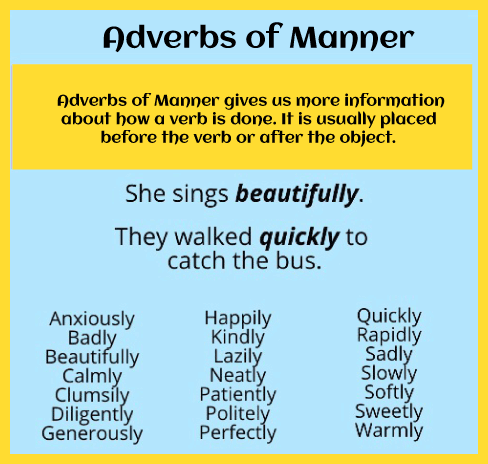 Adverbs of Manner
Adverbs of Manner gives us more information
about how a verb is done. It is usually placed
before the verb or after the object.
She sings beautifully.
They walked quickly to
catch the bus.
Anxiously
Badly
Beautifully
Calmly
Clumsily
Diligently
Generously
Happily
Kindly
Lazily
Neatly
Patiently
Politely
Perfectly
Quickly
Rapidly
Sadly
Slowly
Softly
Sweetly
Warmly